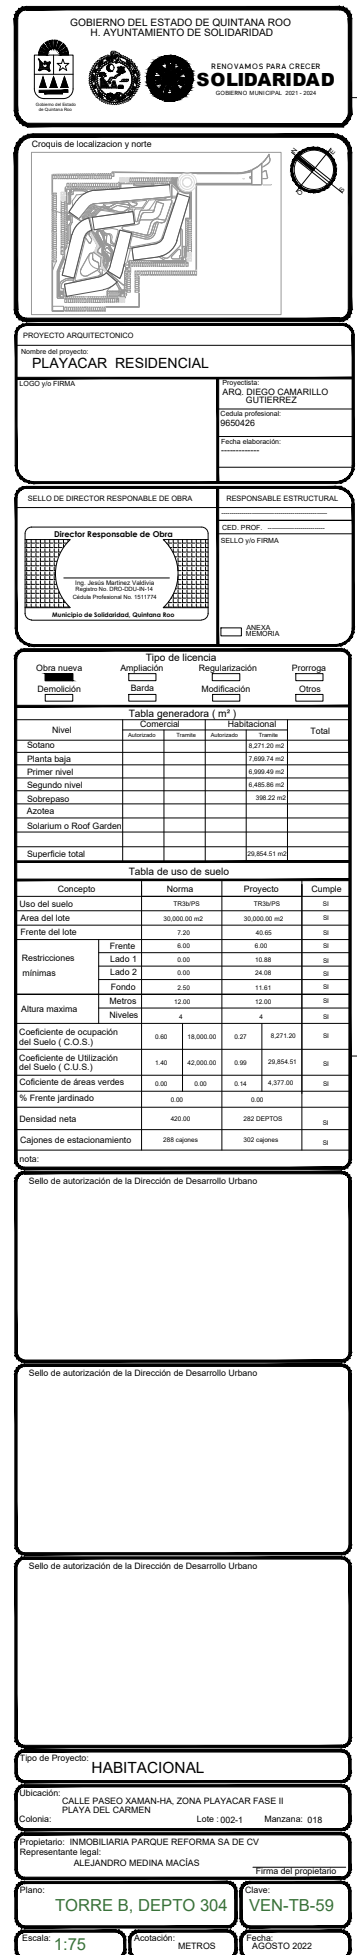 GOBIERNO DEL ESTADO DE QUINTANA ROO
H. AYUNTAMIENTO DE SOLIDARIDAD
Gobierno del Estado
de Quintana Roo
RENOVAMOS PARA CRECER
SOLIDARIDAD
GOBIERNO MUNICIPAL 2021 - 2024
Croquis de localizacion y norte
PROYECTO ARQUITECTONICO
Nombre del proyecto:
PLAYACAR RESIDENCIAL
LOGO y/o FIRMA
Proyectista:
ARQ. DIEGO CAMARILLO
GUTIERREZ
Cedula profesional:
9650426
Fecha elaboración:
-------------
SELLO DE DIRECTOR RESPONABLE DE OBRA
RESPONSABLE ESTRUCTURAL
CED. PROF. -------------------------
SELLO y/o FIRMA
Director Responsable de Obra
Ing. Jesús Martinez Valdivia
Registro No. DRO-DDU-IN-14
Cédula Profesional No. 1511774
Municipio de Solidaridad, Quintana Roo
ANEXA
MEMORIA
Tipo de licencia
Obra nueva Ampliación Regularización Prorroga
Demolición Barda Modificación Otros
Tabla generadora ( m² )
Nivel Comercial Habitacional Total
Autorizado Tramite Autorizado Tramite
Sotano 8,271.20 m2
Planta baja 7,699.74 m2
Primer nivel 6,999.49 m2
Segundo nivel 6,485.86 m2
Sobrepaso 398.22 m2
Azotea
Solarium o Roof Garden
Superficie total 29,854.51 m2
Tabla de uso de suelo
Concepto Norma Proyecto Cumple
Uso del suelo TR3b/PS TR3b/PS SI
Area del lote 30,000.00 m2 30,000.00 m2 SI
Frente del lote 7.20 40.65 SI
Restricciones mínimas
Frente 6.00 6.00 SI
Lado 1 0.00 10.88 SI
Lado 2 0.00 24.08 SI
Fondo 2.50 11.61 SI
Altura maxima
Metros 12.00 12.00 SI
Niveles 4 4 SI
Coeficiente de ocupación
del Suelo ( C.O.S.) 0.60 18,000.00 0.27 8,271.20 SI
Coeficiente de Utilización
del Suelo ( C.U.S.) 1.40 42,000.00 0.99 29,854.51 SI
Coficiente de áreas verdes 0.00 0.00 0.14 4,377.00 SI
% Frente jardinado 0.00 0.00
Densidad neta 420.00 282 DEPTOS SI
Cajones de estacionamiento 288 cajones 302 cajones SI
nota:
Sello de autorización de la Dirección de Desarrollo Urbano
Sello de autorización de la Dirección de Desarrollo Urbano
Sello de autorización de la Dirección de Desarrollo Urbano
Tipo de Proyecto:
HABITACIONAL
Ubicación:
CALLE PASEO XAMAN-HA, ZONA PLAYACAR FASE II
PLAYA DEL CARMEN
Colonia: Lote : 002-1 Manzana: 018
Propietario: INMOBILIARIA PARQUE REFORMA SA DE CV
Representante legal:
ALEJANDRO MEDINA MACÍAS
Firma del propietario
Plano: Clave:
TORRE B, DEPTO 304 VEN-TB-59
Escala: 1:75 Acotación: METROS Fecha: AGOSTO 2022